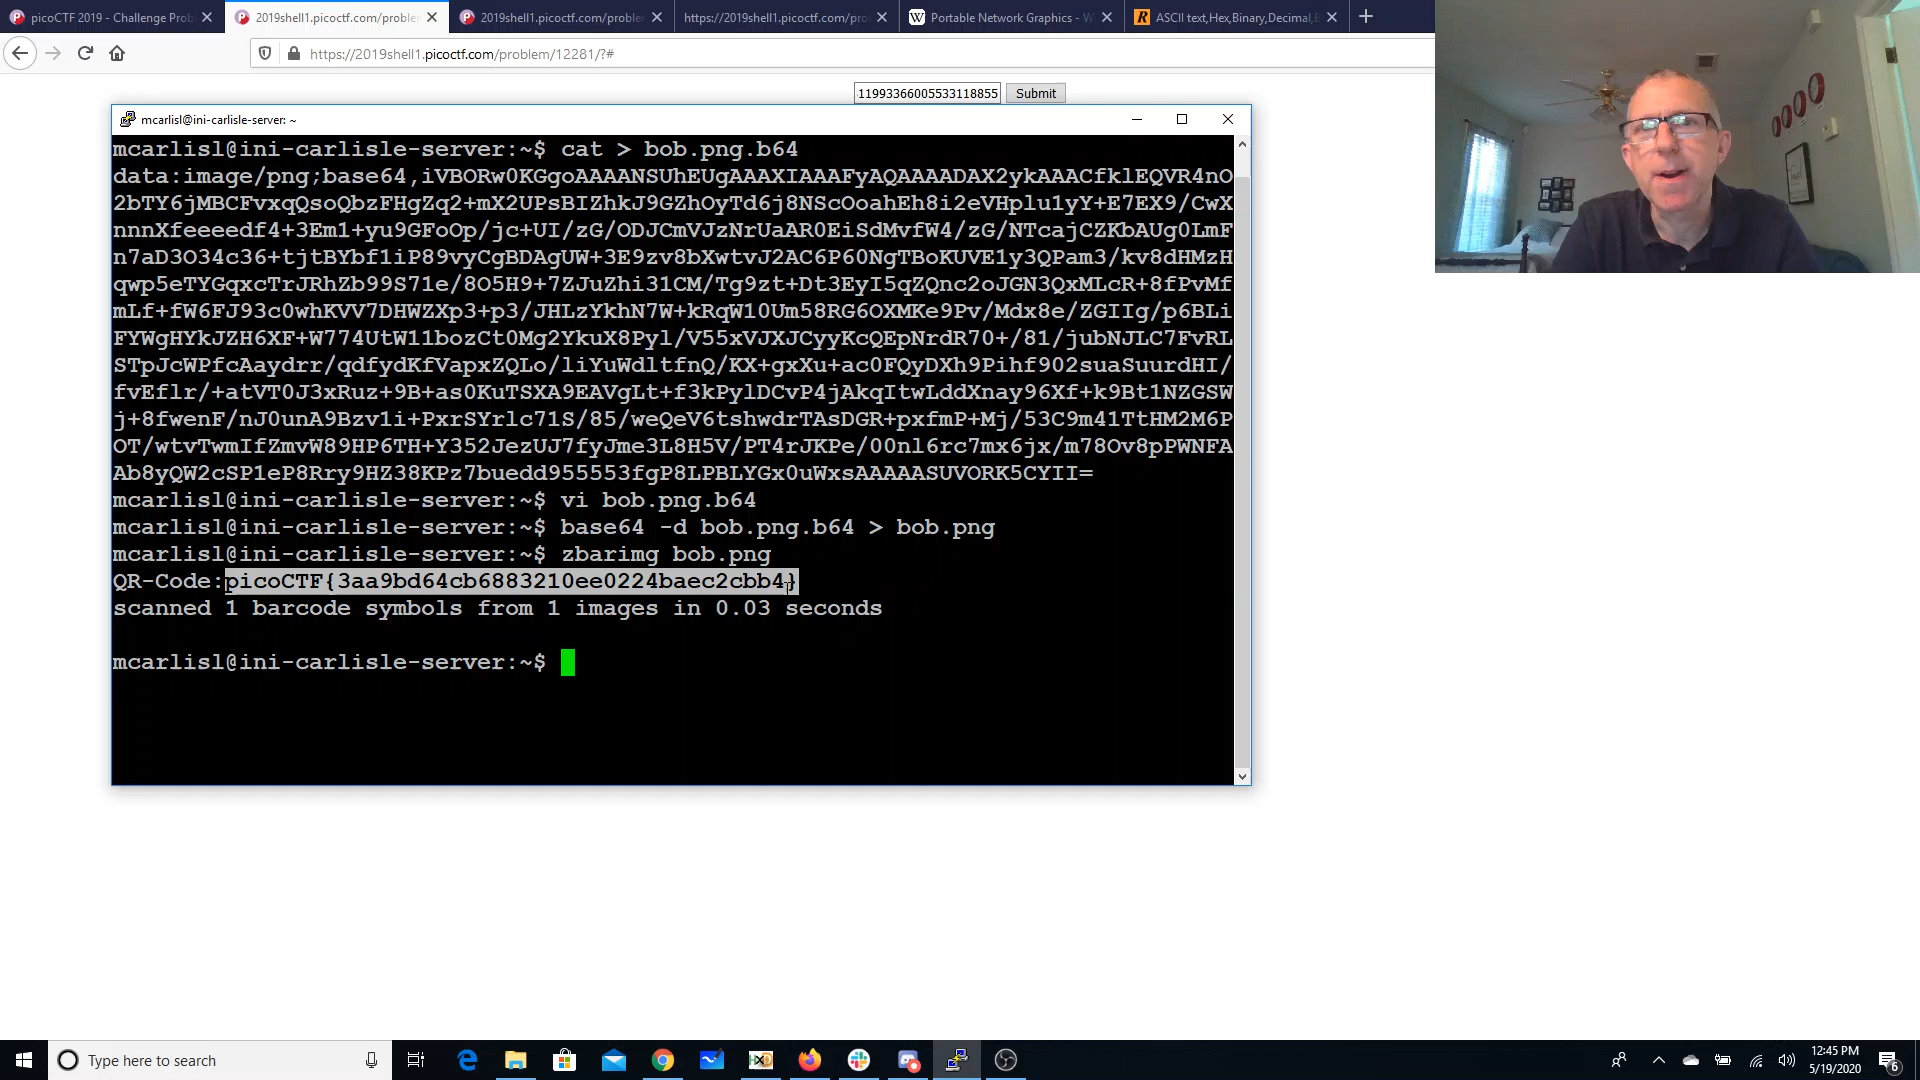 picoCTF 2019 - Challenge Prob
2019shell1.picoctf.com/proble
2019shell1.picoctf.com/proble
https://2019shell1.picoctf.com/pro
Portable Network Graphics - W
ASCII text,Hex,Binary,Decimal,
https://2019shell1.picoctf.com/problem/12281/?#
11993366005533118855 Submit
mcarlisl@ini-carlisle-server: ~
mcarlisl@ini-carlisle-server:~$ cat > bob.png.b64
data:image/png;base64,iVBORw0KGgoAAAANSUhEUgAAAXIAAAFyAQAAAADAX2ykAAACfklEQVR4nO
2bTY6jMBCFvxqQsoQbzFHgZq2+mX2UPsBIZhkJ9GZhOyTd6j8NScOoahEh8i2eVHplu1yY+E7EX9/CwX
nnnXfeeeedf4+3Em1+yu9GFoOp/jc+UI/zG/ODJCmVJzNrUaAR0EiSdMvfW4/zG/NTcajCZKbAUg0LmF
n7aD3O34c36+tjtBYbf1iP89vyCgBDAgUW+3E9zv8bXwtvJ2AC6P60NgTBoKUVE1y3QPam3/kv8dHMzH
qwp5eTYGqxcTrJRhZb99S71e/8O5H9+7ZJuZhi31CM/Tg9zt+Dt3EyI5qZQnc2oJGN3QxMLcR+8fPvMf
mLf+fW6FJ93c0whKVV7DHWZXp3+p3/JHLzYkhN7W+kRqW10Um58RG6OXMKe9Pv/Mdx8e/ZGIIg/p6BLi
FYWgHYkJZH6XF+W774UtW11bozCt0Mg2YkuX8Pyl/V55xVJXJCyyKcQEpNrdR70+/81/jubNJLC7FvRL
STpJcWPfcAaydrr/qdfydKfVapxZQLo/liYuWdltfnQ/KX+gxXu+ac0FQyDXh9Pihf902suaSuurdHI/
fvEflr/+atVT0J3xRuz+9B+as0KuTSXA9EAVgLt+f3kPylDCvP4jAkqItwLddXnay96Xf+k9Bt1NZGSW
j+8fwenF/nJ0unA9Bzv1i+PxrSYrlc71S/85/weQeV6tshwdrTAsDGR+pxfmP+Mj/53C9m41TtHM2M6P
OT/wtvTwmIfZmvW89HP6TH+Y352JezUJ7fyJme3L8H5V/PT4rJKPe/00nl6rc7mx6jx/m78Ov8pPWNFA
Ab8yQW2cSP1eP8Rry9HZ38KPz7buedd955553fgP8LPBLYGx0uWxsAAAAASUVORK5CYII=
mcarlisl@ini-carlisle-server:~$ vi bob.png.b64
mcarlisl@ini-carlisle-server:~$ base64 -d bob.png.b64 > bob.png
mcarlisl@ini-carlisle-server:~$ zbarimg bob.png
QR-Code:picoCTF{3aa9bd64cb6883210ee0224baec2cbb4}
scanned 1 barcode symbols from 1 images in 0.03 seconds
mcarlisl@ini-carlisle-server:~$
Type here to search
12:45 PM
5/19/2020
6